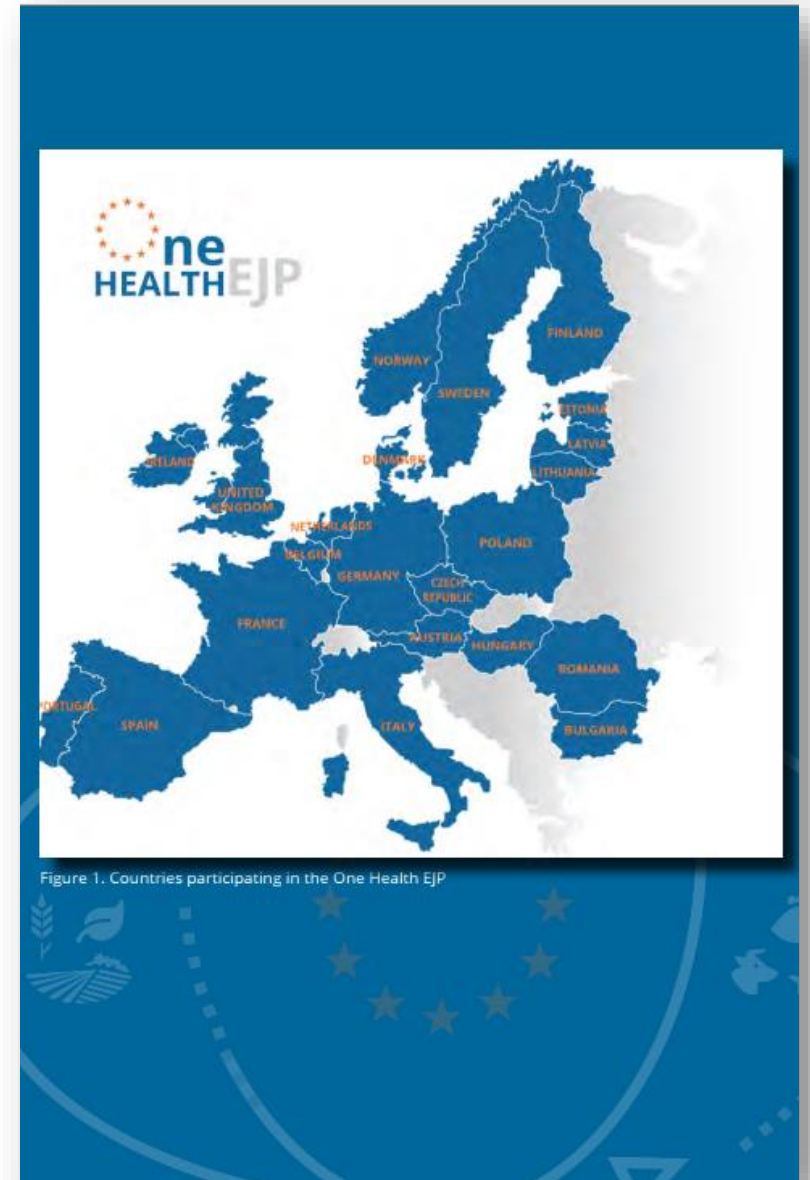 One
HEALTH EJP
FINLAND
NORWAY
SWEDEN
ESTONIA
LATVIA
IRELAND
DENMARK
LITHUANIA
UNITED
KINGDOM
NETHERLANDS
POLAND
BELGIUM
GERMANY
CZECH
REPUBLIC
FRANCE
AUSTRIA
HUNGARY
ROMANIA
PORTUGAL
SPAIN
ITALY
BULGARIA
Figure 1. Countries participating in the One Health EJP